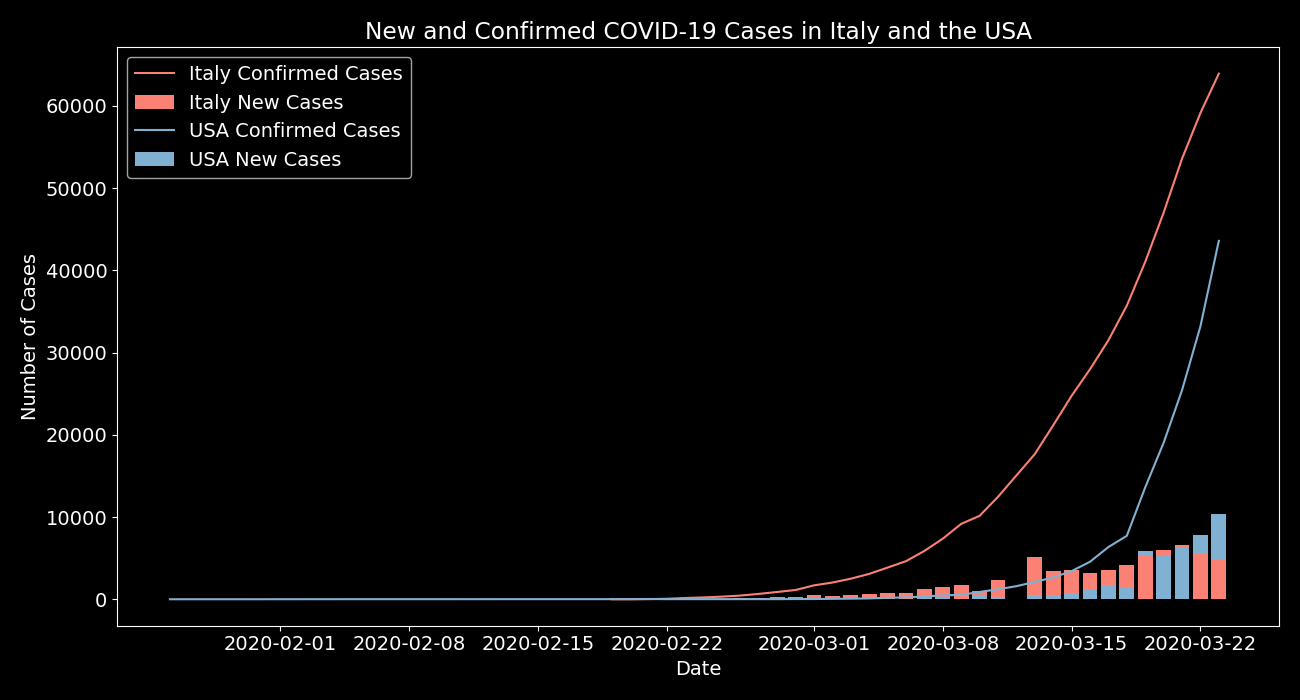 New and Confirmed COVID-19 Cases in Italy and the USA
Italy Confirmed Cases
Italy New Cases
USA Confirmed Cases
USA New Cases
Number of Cases
60000
50000
40000
30000
20000
10000
0
2020-02-01 2020-02-08 2020-02-15 2020-02-22 2020-03-01 2020-03-08 2020-03-15 2020-03-22
Date